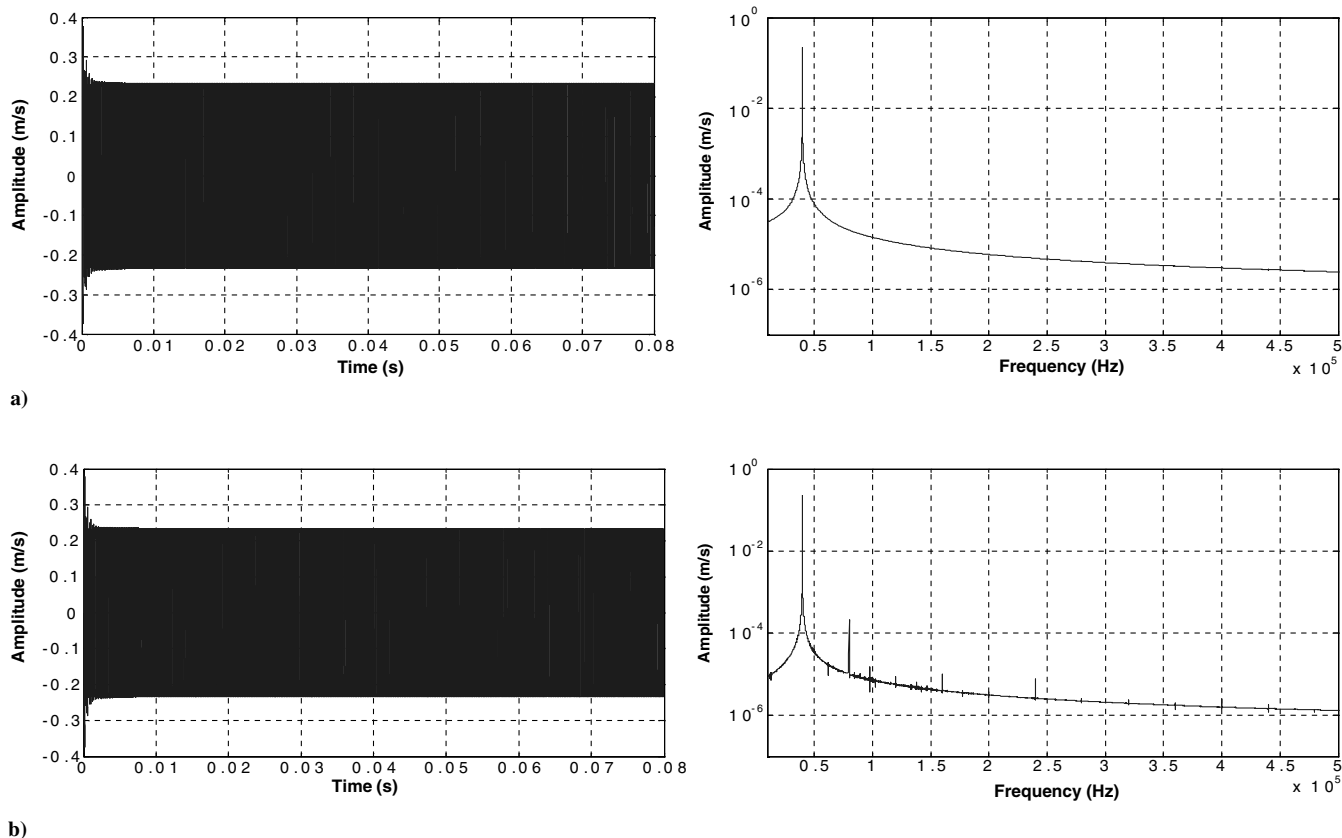 0.4
0.3
0.2
0.1
0
-0.1
-0.2
-0.3
-0.4
Amplitude (m/s)
0 0.01 0.02 0.03 0.04 0.05 0.06 0.07 0.08
Time (s)
10^0
10^-2
10^-4
10^-6
Amplitude (m/s)
0.5 1 1.5 2 2.5 3 3.5 4 4.5 5
Frequency (Hz)
x 10^5
a)
0.4
0.3
0.2
0.1
0
-0.1
-0.2
-0.3
-0.4
Amplitude (m/s)
0 0.01 0.02 0.03 0.04 0.05 0.06 0.07 0.08
Time (s)
10^0
10^-2
10^-4
10^-6
Amplitude (m/s)
0.5 1 1.5 2 2.5 3 3.5 4 4.5 5
Frequency (Hz)
x 10^5
b)